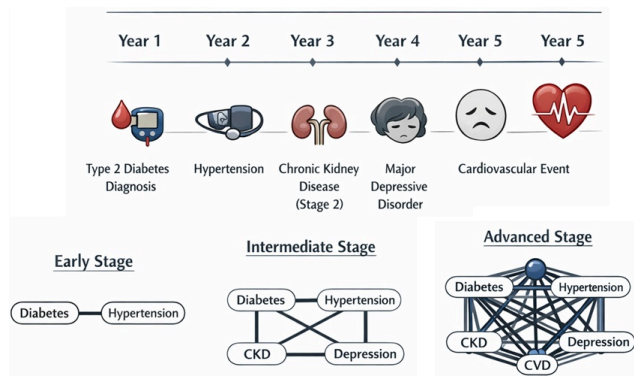 Year 1 Year 2 Year 3 Year 4 Year 5 Year 5
Type 2 Diabetes Diagnosis
Hypertension
Chronic Kidney Disease (Stage 2)
Major Depressive Disorder
Cardiovascular Event
Early Stage
Diabetes Hypertension
Intermediate Stage
Diabetes Hypertension
CKD Depression
Advanced Stage
Diabetes Hypertension
CKD Depression
CVD